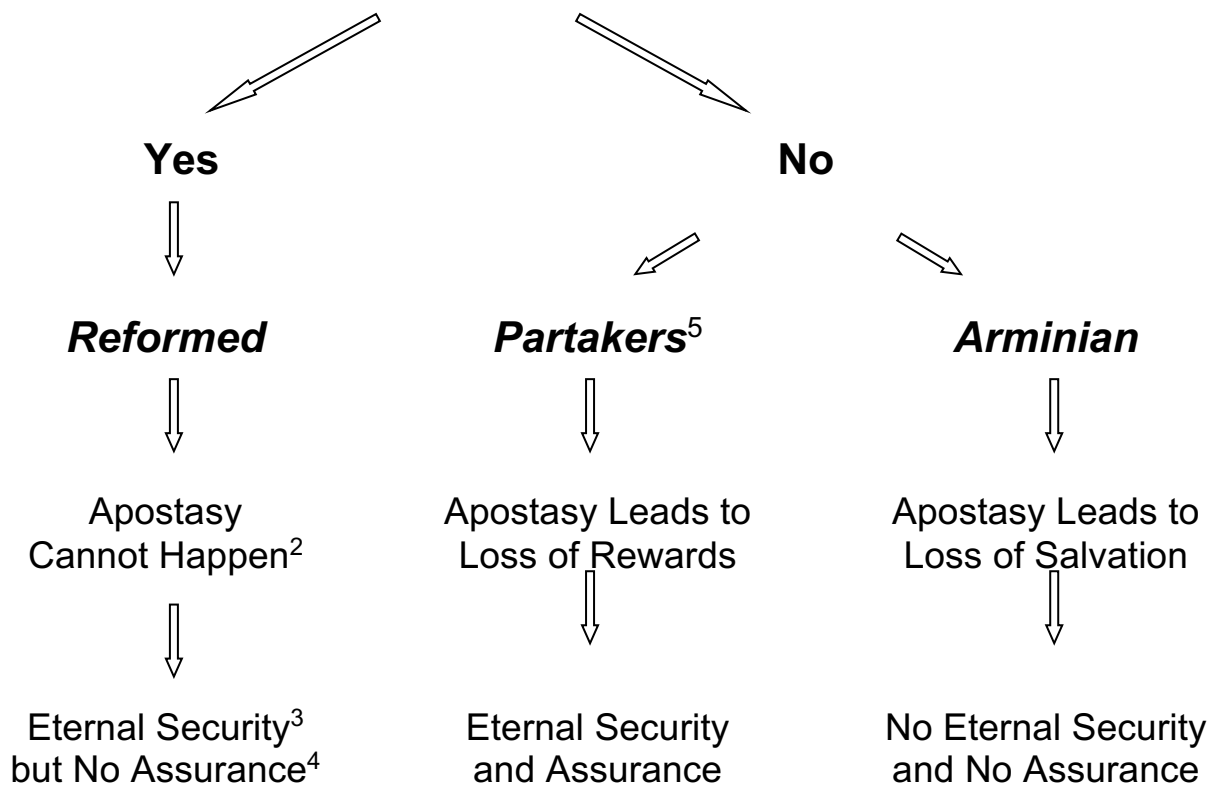 Yes
No
Reformed
Partakers⁵
Arminian
Apostasy
Cannot Happen²
Apostasy Leads to
Loss of Rewards
Apostasy Leads to
Loss of Salvation
Eternal Security³
but No Assurance⁴
Eternal Security
and Assurance
No Eternal Security
and No Assurance